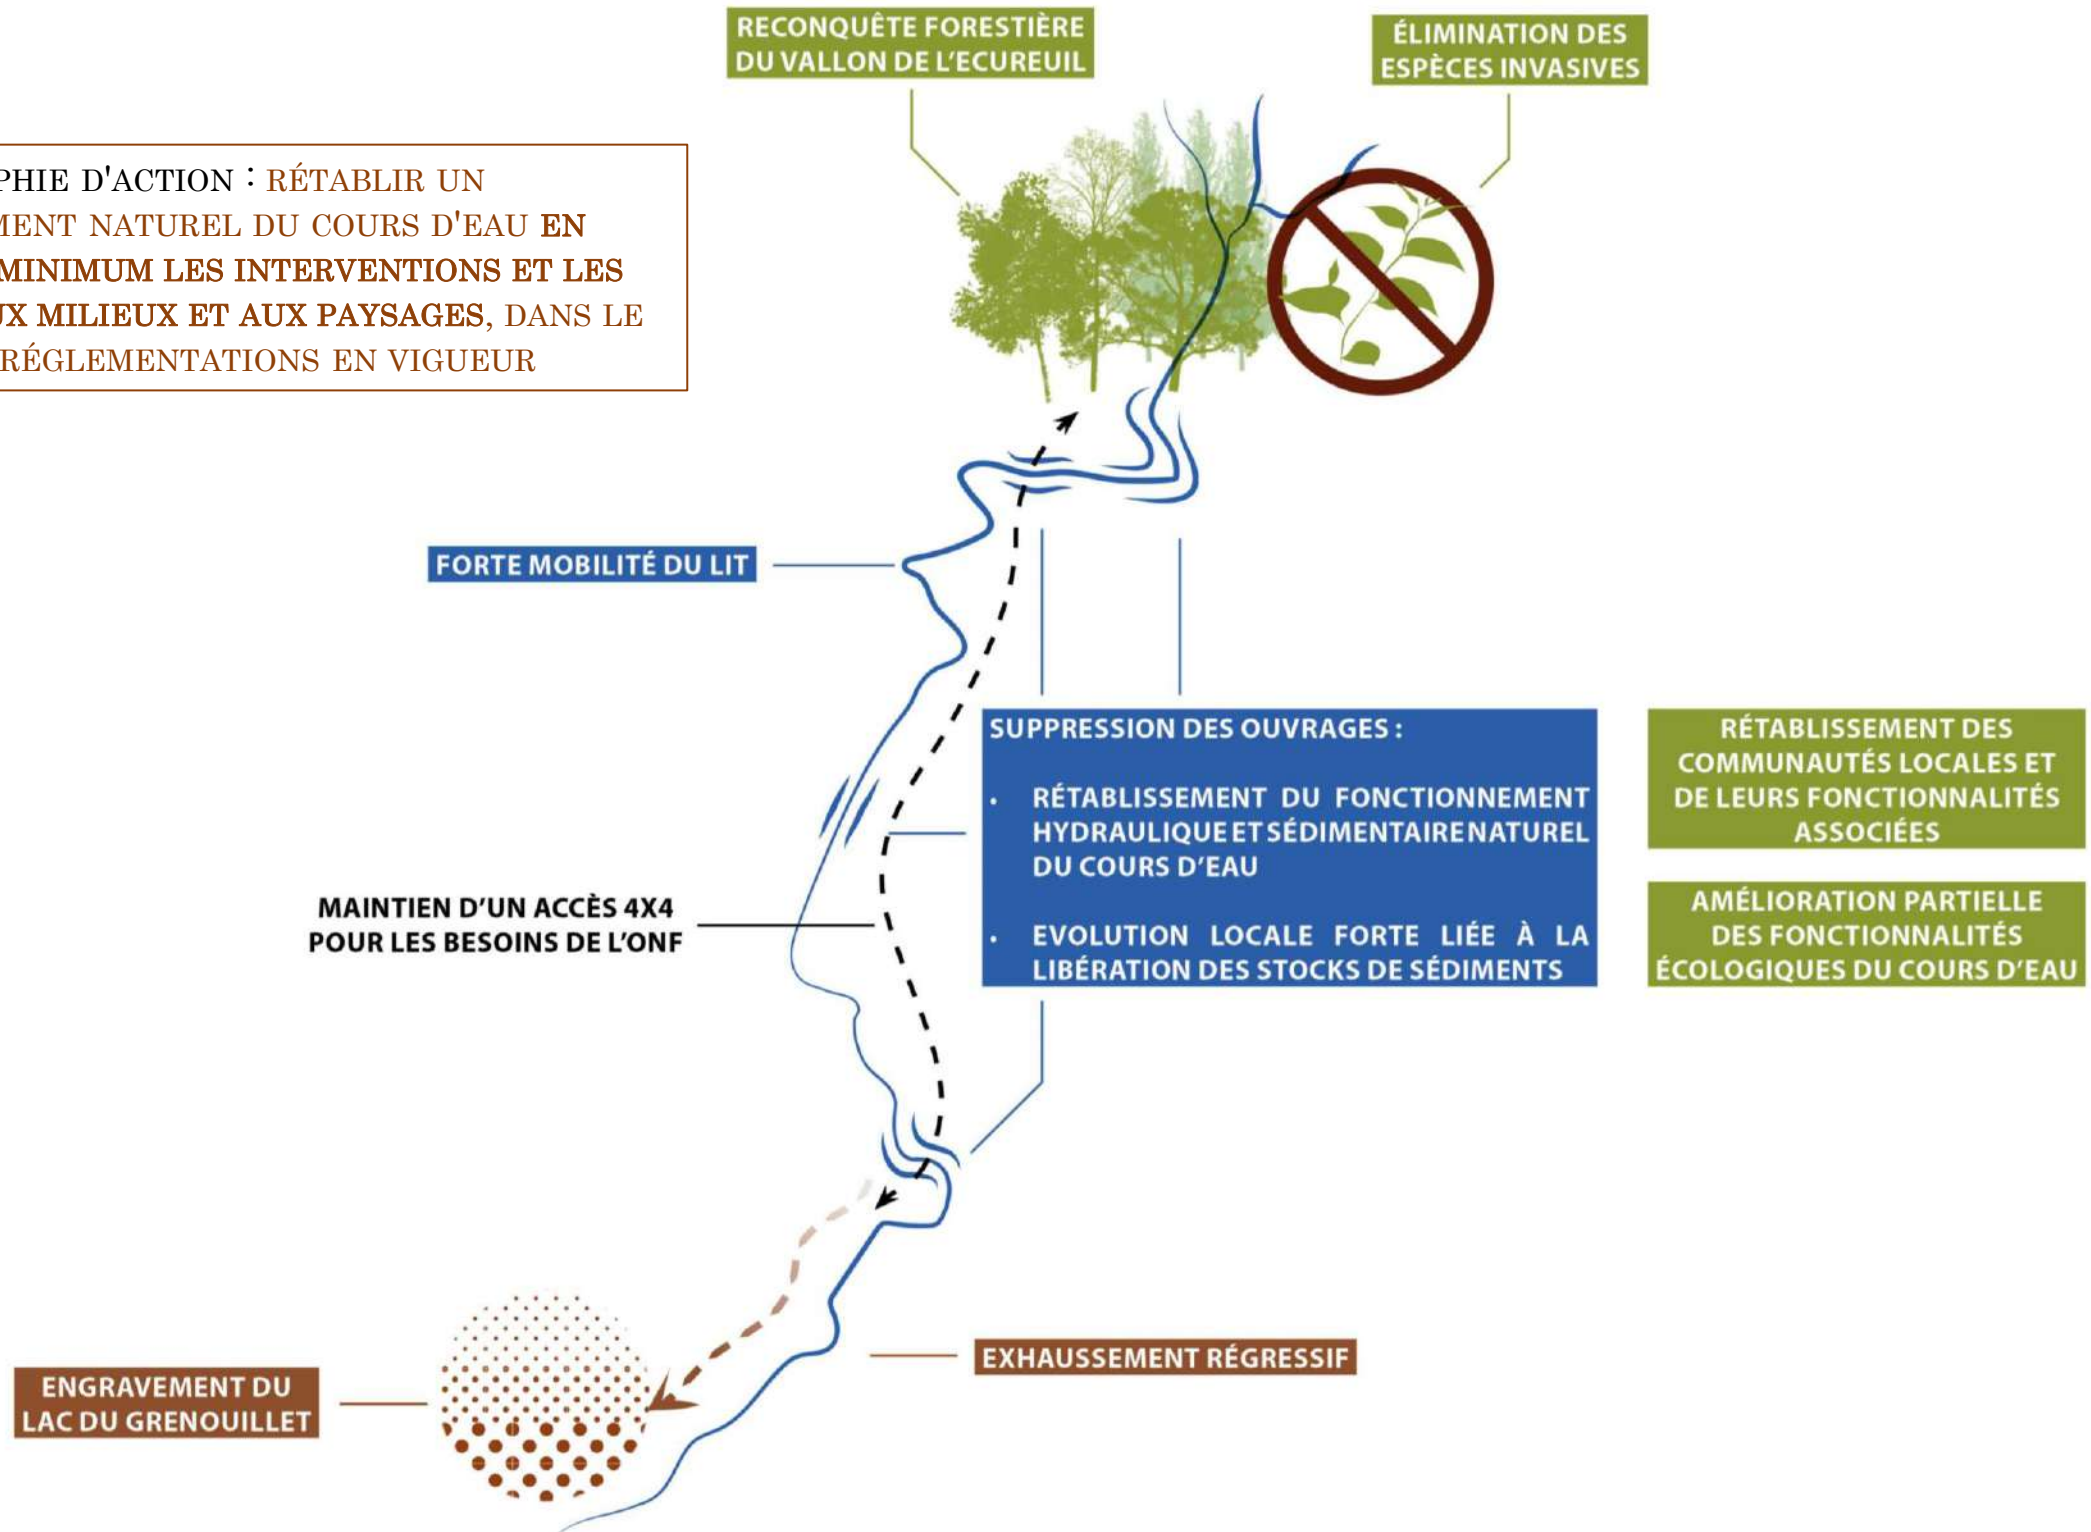 RECONQUÊTE FORESTIÈRE
DU VALLON DE L'ECUREUIL
ÉLIMINATION DES
ESPÈCES INVASIVES
PHIE D'ACTION : RÉTABLIR UN
MENT NATUREL DU COURS D'EAU EN
MINIMUM LES INTERVENTIONS ET LES
UX MILIEUX ET AUX PAYSAGES, DANS LE
RÉGLEMENTATIONS EN VIGUEUR
FORTE MOBILITÉ DU LIT
SUPPRESSION DES OUVRAGES :
• RÉTABLISSEMENT DU FONCTIONNEMENT
HYDRAULIQUE ET SÉDIMENTAIRE NATUREL
DU COURS D'EAU
• EVOLUTION LOCALE FORTE LIÉE À LA
LIBÉRATION DES STOCKS DE SÉDIMENTS
RÉTABLISSEMENT DES
COMMUNAUTÉS LOCALES ET
DE LEURS FONCTIONNALITÉS
ASSOCIÉES
AMÉLIORATION PARTIELLE
DES FONCTIONNALITÉS
ÉCOLOGIQUES DU COURS D'EAU
MAINTIEN D'UN ACCÈS 4X4
POUR LES BESOINS DE L'ONF
EXHAUSSEMENT RÉGRESSIF
ENGRAVEMENT DU
LAC DU GRENOUILLET